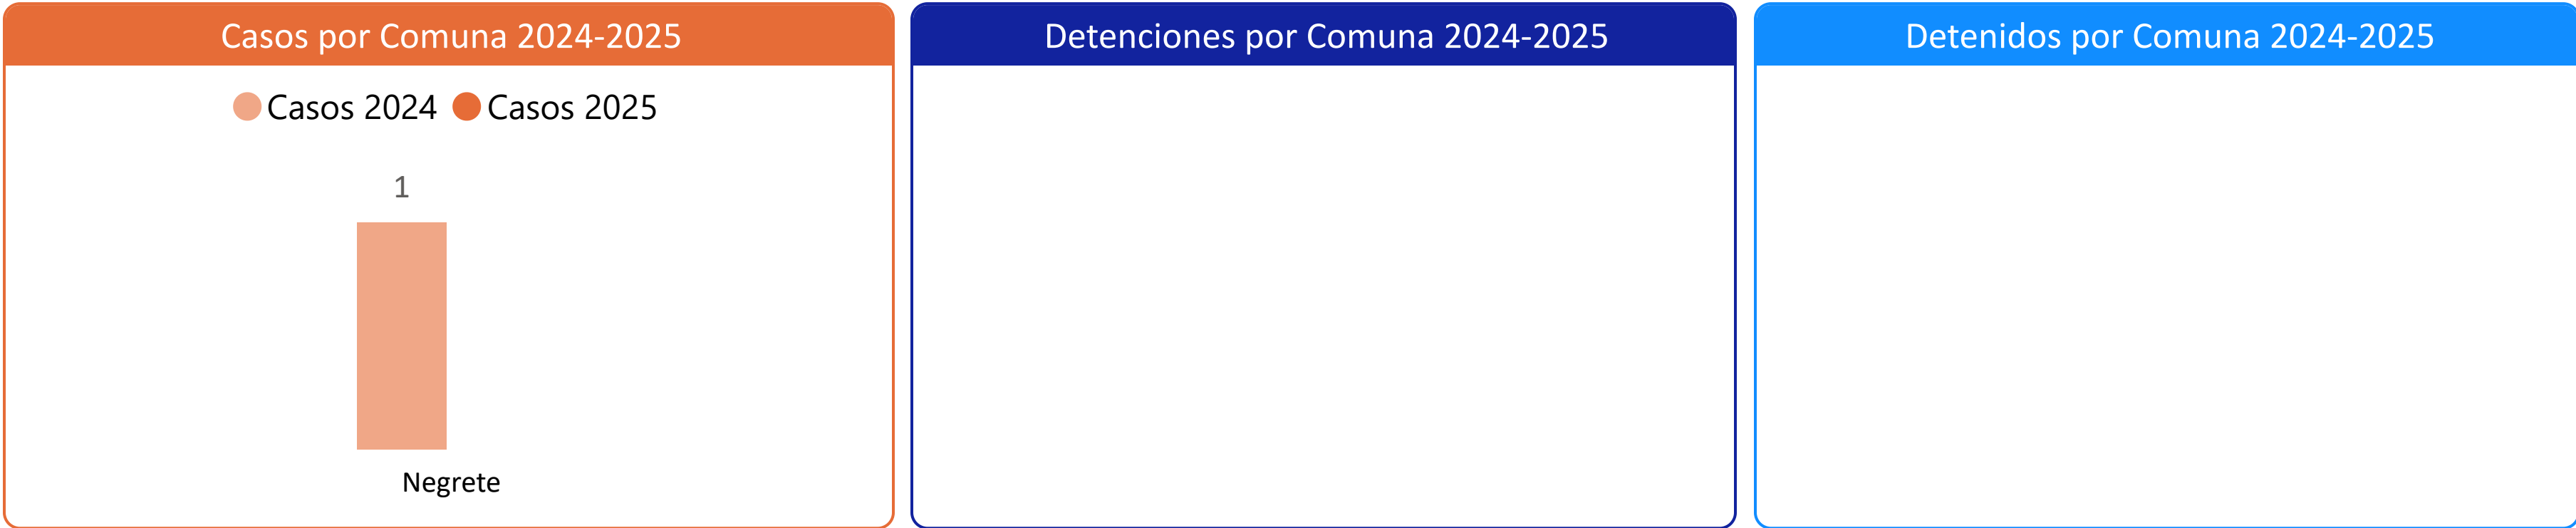 Casos por Comuna 2024-2025
Casos 2024 Casos 2025
1
Negrete
Detenciones por Comuna 2024-2025
Detenidos por Comuna 2024-2025